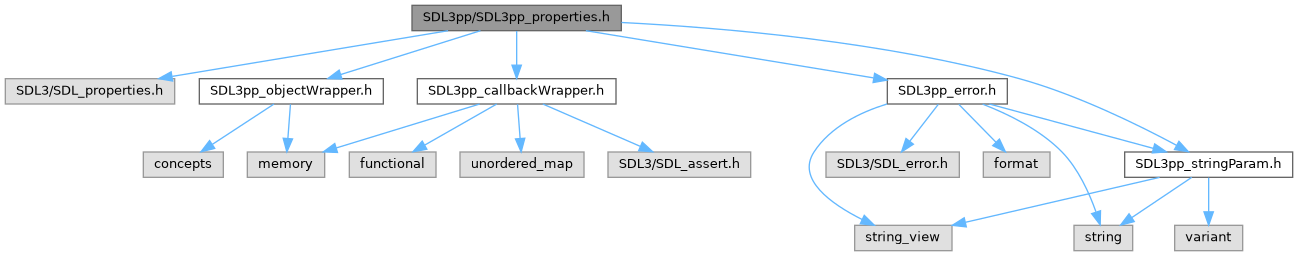 SDL3pp/SDL3pp_properties.h
SDL3/SDL_properties.h
SDL3pp_objectWrapper.h
SDL3pp_callbackWrapper.h
SDL3pp_error.h
concepts
memory
functional
unordered_map
SDL3/SDL_assert.h
SDL3/SDL_error.h
format
SDL3pp_stringParam.h
string_view
string
variant